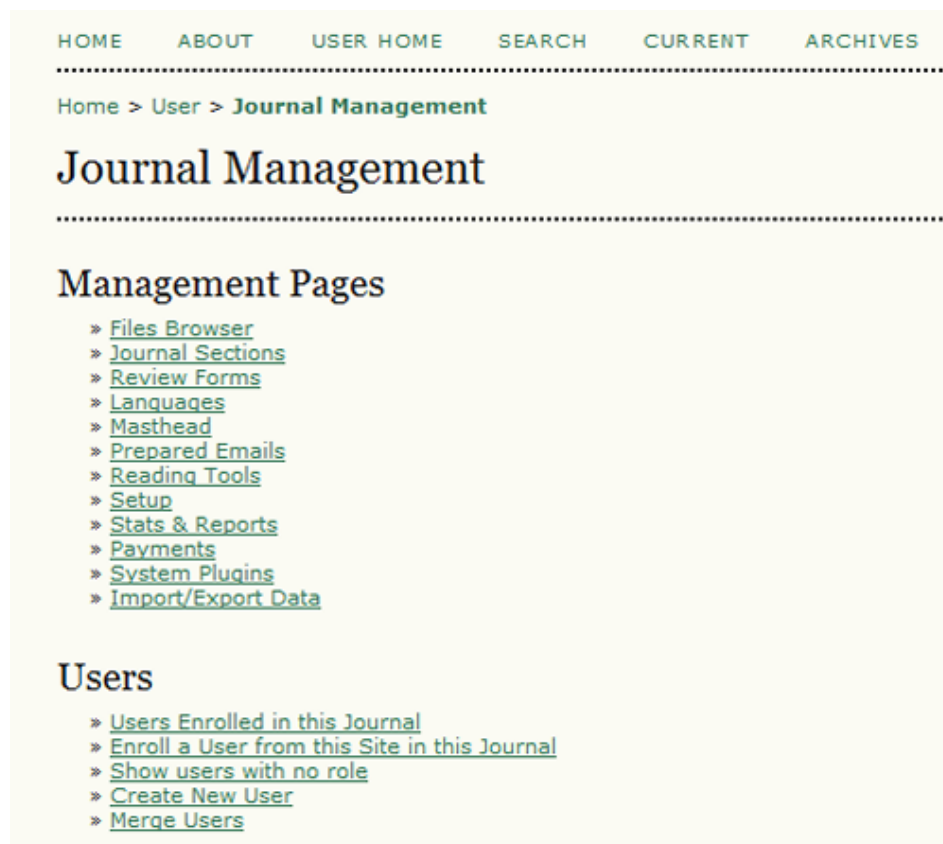 HOME ABOUT USER HOME SEARCH CURRENT ARCHIVES
Home > User > Journal Management
Journal Management
Management Pages
» Files Browser
» Journal Sections
» Review Forms
» Languages
» Masthead
» Prepared Emails
» Reading Tools
» Setup
» Stats & Reports
» Payments
» System Plugins
» Import/Export Data
Users
» Users Enrolled in this Journal
» Enroll a User from this Site in this Journal
» Show users with no role
» Create New User
» Merge Users